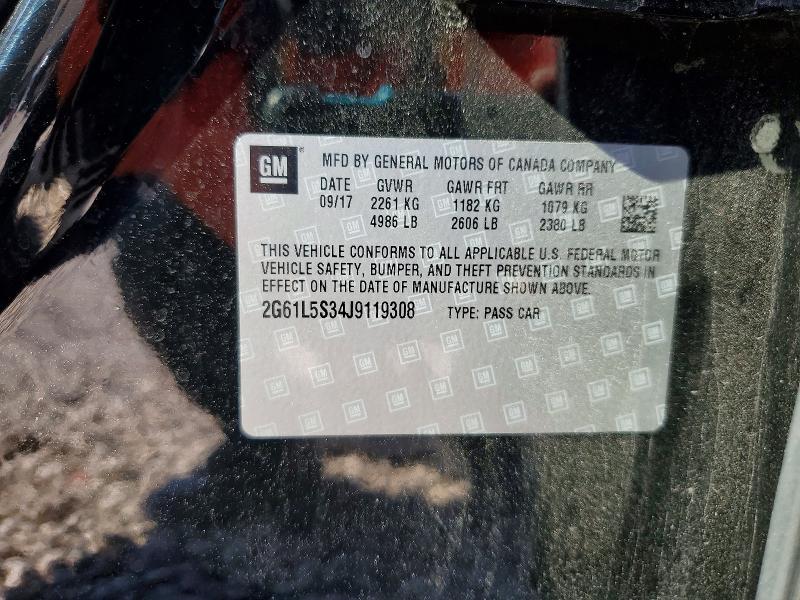 GM MFD BY GENERAL MOTORS OF CANADA COMPANY
DATE GVWR GAWR FRT GAWR RR
09/17 2261 KG 1182 KG 1079 KG
4986 LB 2606 LB 2380 LB
THIS VEHICLE CONFORMS TO ALL APPLICABLE U.S. FEDERAL MOTOR
VEHICLE SAFETY, BUMPER, AND THEFT PREVENTION STANDARDS IN
EFFECT ON THE DATE OF MANUFACTURE SHOWN ABOVE.
2G61L5S34J9119308 TYPE: PASS CAR